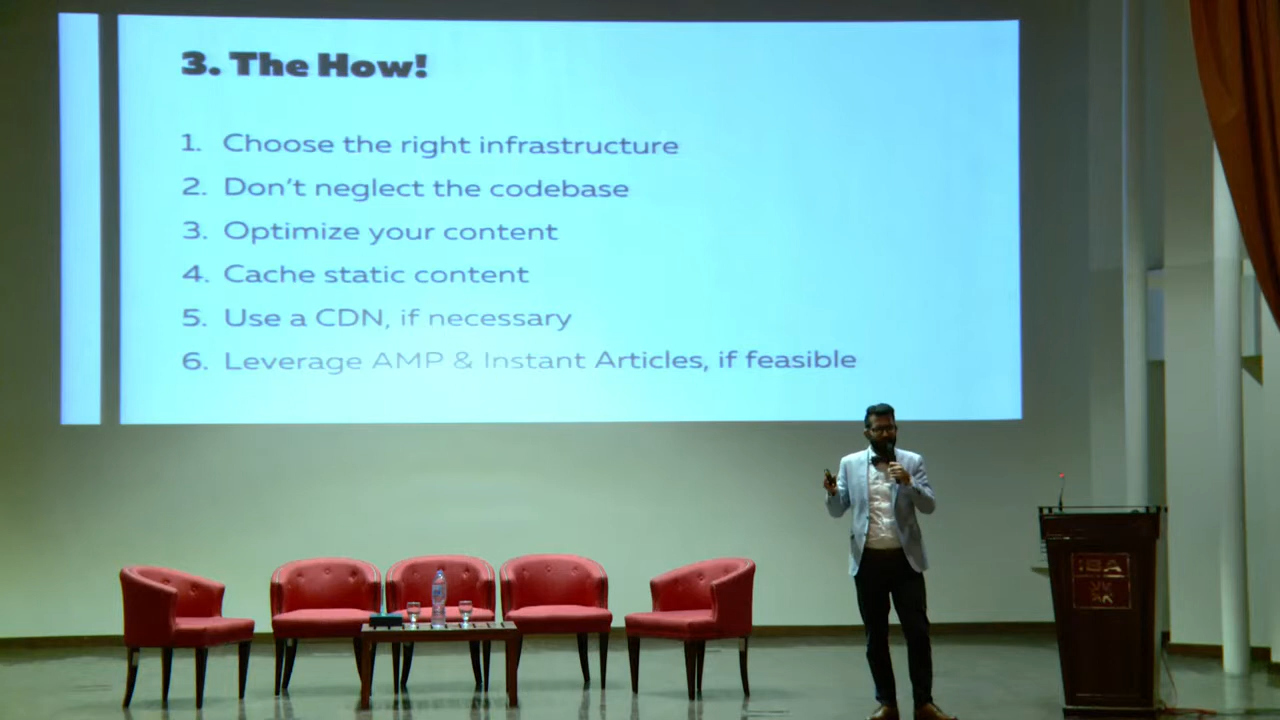 3. The How!
1. Choose the right infrastructure
2. Don't neglect the codebase
3. Optimize your content
4. Cache static content
5. Use a CDN, if necessary
6. Leverage AMP & Instant Articles, if feasible
IBA